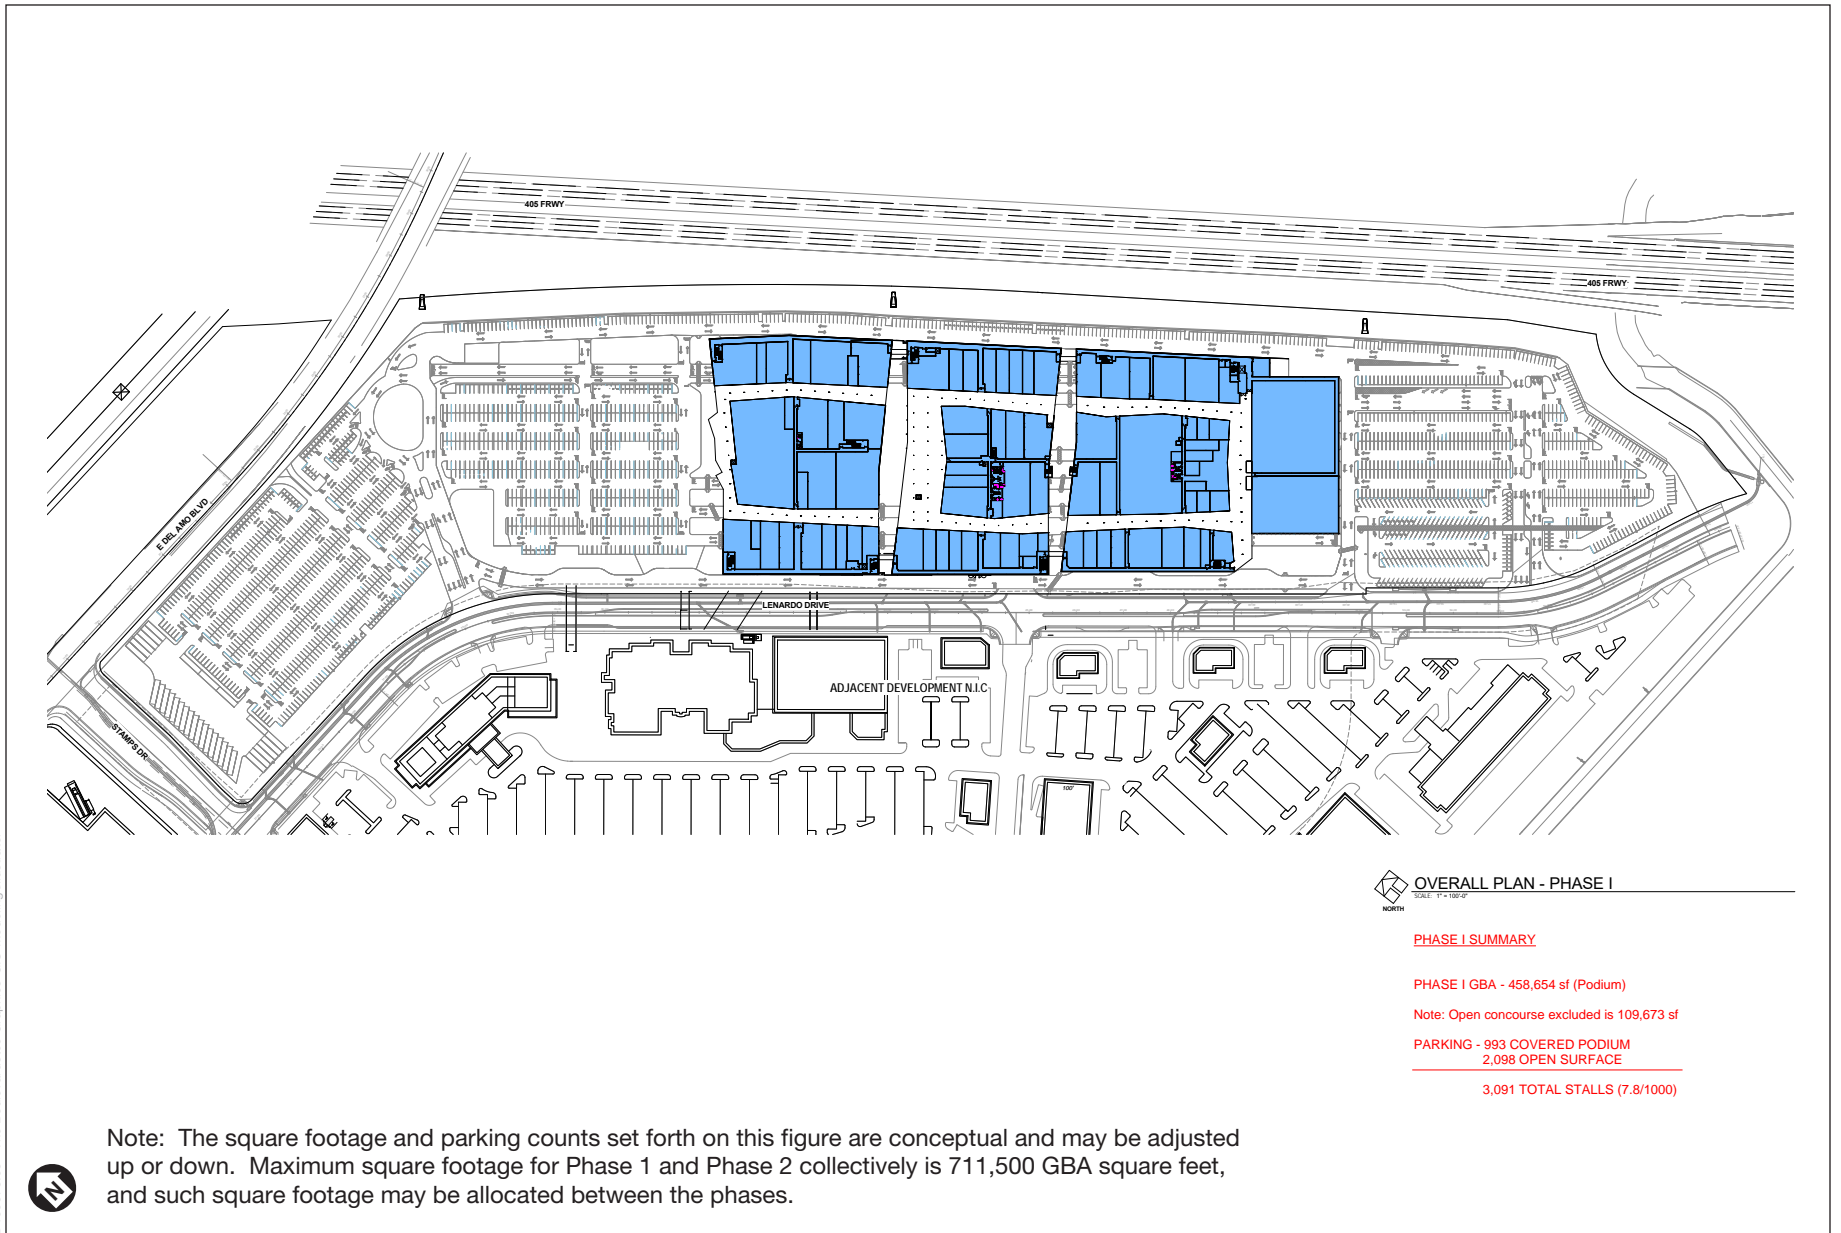 405 FRWY
405 FRWY
E DEL AMO BLVD
LENARDO DRIVE
ADJACENT DEVELOPMENT N.I.C
STAMPS DR.
100'
OVERALL PLAN - PHASE I
SCALE: 1" = 100'-0"
NORTH
PHASE I SUMMARY
PHASE I GBA - 458,654 sf (Podium)
Note: Open concourse excluded is 109,673 sf
PARKING - 993 COVERED PODIUM
2,098 OPEN SURFACE
3,091 TOTAL STALLS (7.8/1000)
Note: The square footage and parking counts set forth on this figure are conceptual and may be adjusted
up or down. Maximum square footage for Phase 1 and Phase 2 collectively is 711,500 GBA square feet,
and such square footage may be allocated between the phases.
N